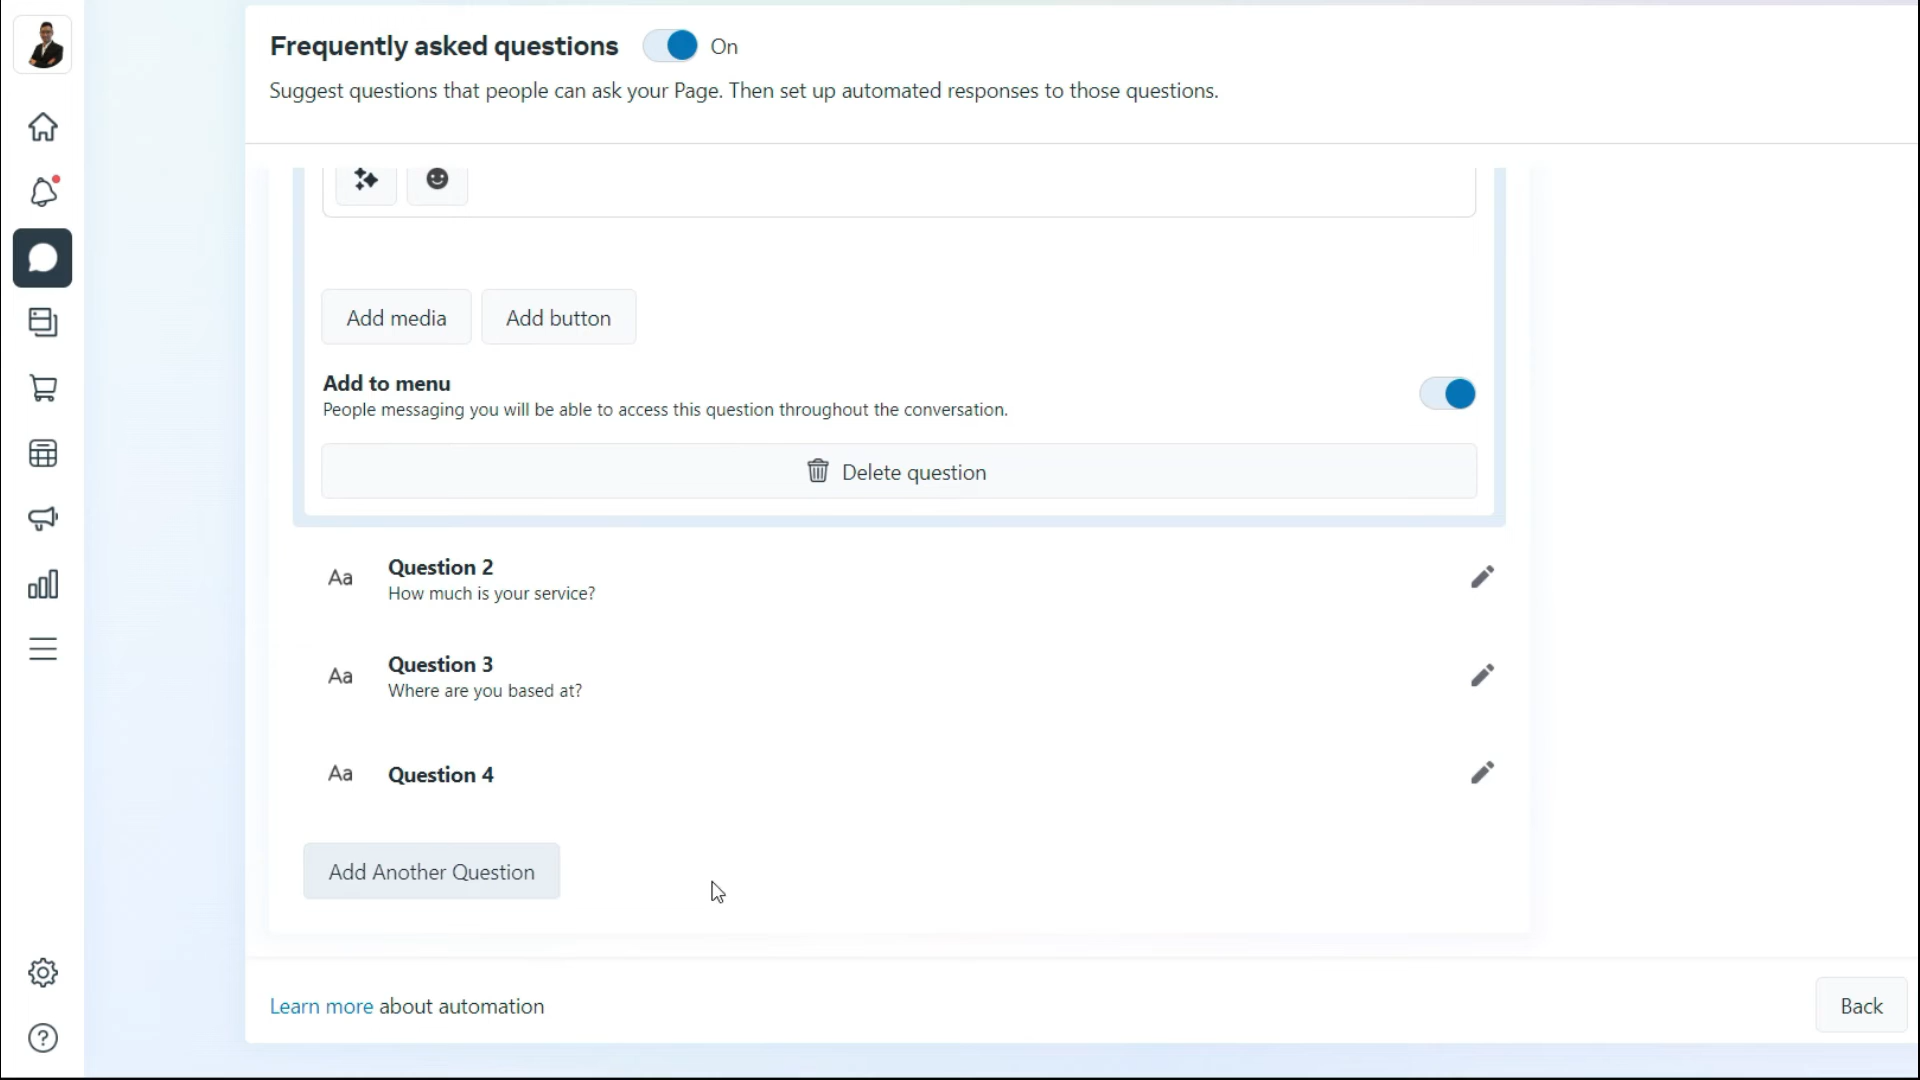 Frequently asked questions
On
Suggest questions that people can ask your Page. Then set up automated responses to those questions.
Add media
Add button
Add to menu
People messaging you will be able to access this question throughout the conversation.
Delete question
Aa
Question 2
How much is your service?
Aa
Question 3
Where are you based at?
Aa
Question 4
Add Another Question
Learn more about automation
Back